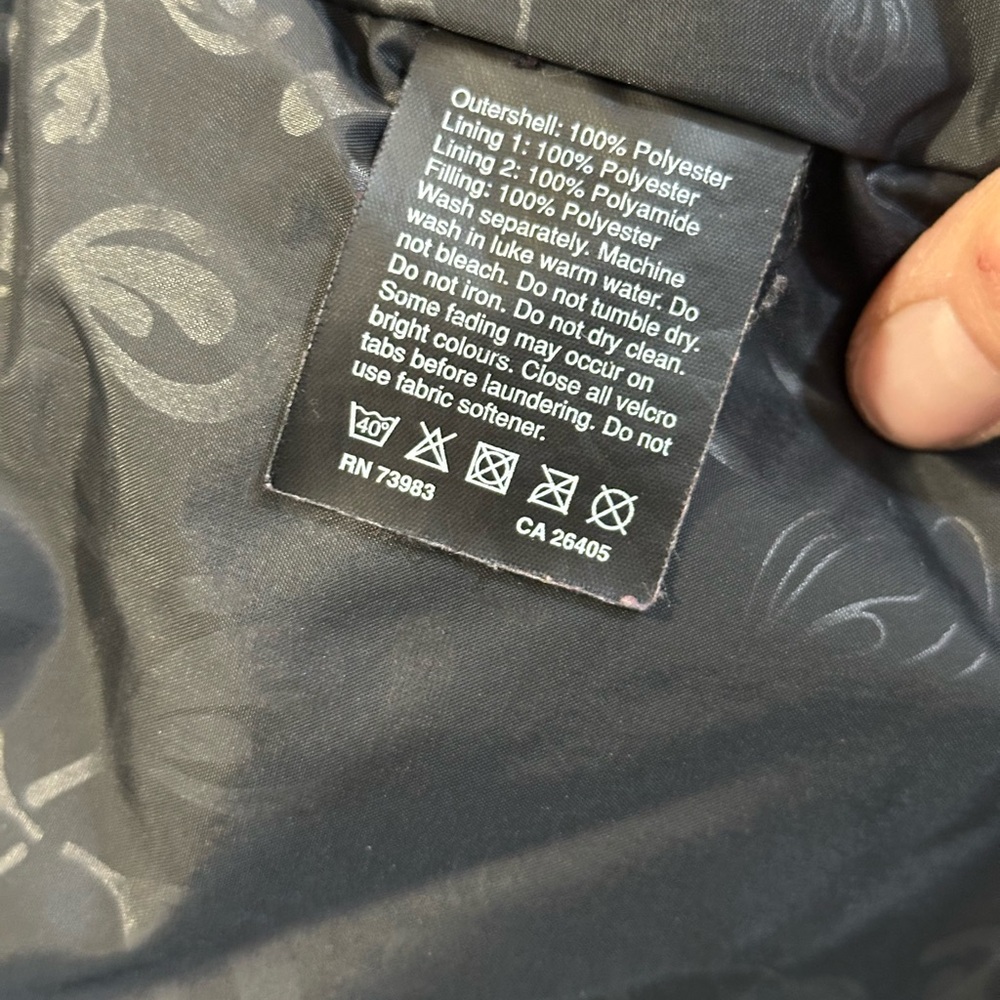 Outershell: 100% Polyester
Lining 1: 100% Polyester
Lining 2: 100% Polyamide
Filling: 100% Polyester
Wash separately. Machine
wash in luke warm water. Do
not bleach. Do not tumble dry.
Do not iron. Do not dry clean.
Some fading may occur on
bright colours. Close all velcro
tabs before laundering. Do not
use fabric softener.
40°
RN 73983
CA 26405